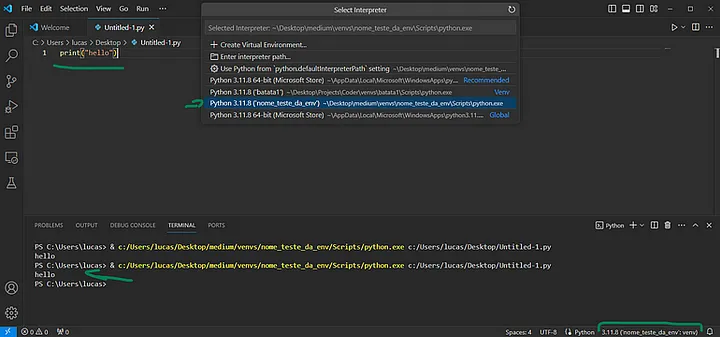 File Edit Selection View Go Run ...
Select Interpreter
Welcome
Untitled-1.py
Selected Interpreter: ~\Desktop\medium\venvs\nome_teste_da_env\Scripts\python.exe
C: > Users > lucas > Desktop > Untitled-1.py
1 print("hello")
+ Create Virtual Environment...
Enter interpreter path...
Use Python from `python.defaultInterpreterPath` setting ~\Desktop\medium\venvs\nome_te...
Python 3.11.8 64-bit (Microsoft Store) ~\AppData\Local\Microsoft\WindowsApps\python3.11.exe Recommended
Python 3.11.8 ('batata1') ~\Desktop\Projects\Coder\venvs\batata1\Scripts\python.exe Venv
Python 3.11.8 ('nome_teste_da_env') ~\Desktop\medium\venvs\nome_teste_da_env\Scripts\python.exe
Python 3.11.8 64-bit (Microsoft Store) ~\AppData\Local\Microsoft\WindowsApps\python3.11.... Global
PROBLEMS OUTPUT DEBUG CONSOLE TERMINAL PORTS
Python
PS C:\Users\lucas> & c:/Users/lucas/Desktop/medium/venvs/nome_teste_da_env/Scripts/python.exe c:/Users/lucas/Desktop/Untitled-1.py
hello
PS C:\Users\lucas> & c:/Users/lucas/Desktop/medium/venvs/nome_teste_da_env/Scripts/python.exe c:/Users/lucas/Desktop/Untitled-1.py
hello
PS C:\Users\lucas>
0 0 0 Spaces: 4 UTF-8 Python 3.11.8 ('nome_teste_da_env': venv)